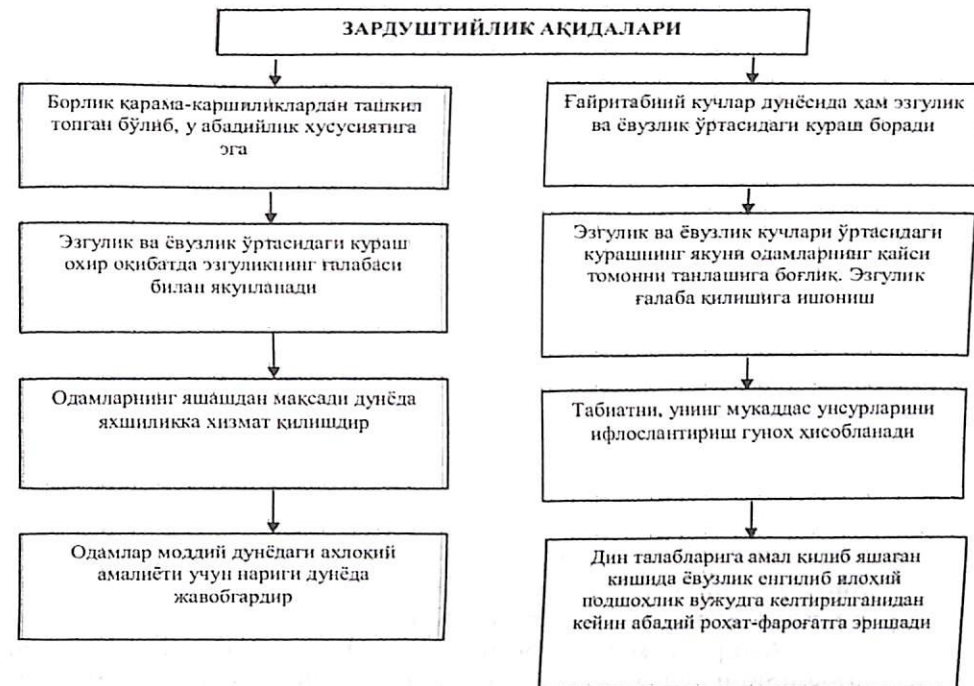 ЗАРДУШТИЙЛИК АҚИДАЛАРИ
Борлик қарама-каршиликлардан ташкил
топган бўлиб, у абадийлик хусусиятига
эга
Эзгулик ва ёвузлик ўртасидаги кураш
охир оқибатда эзгуликнинг ғалабаси
билан якунланади
Одамларнинг яшашдан мақсади дунёда
яхшиликка хизмат қилишдир
Одамлар моддий дунёдаги ахлоқий
амалиёти учун нариги дунёда
жавобгардир
Ғайритабиий кучлар дунёсида ҳам эзгулик
ва ёвузлик ўртасидаги кураш боради
Эзгулик ва ёвузлик кучлари ўртасидаги
курашнинг якуни одамларнинг қайси
томонни танлашига боғлиқ. Эзгулик
ғалаба қилишига ишониш
Табиатни, унинг мукаддас унсурларини
ифлослантириш гуноҳ хисобланади
Дин талабларига амал қилиб яшаган
кишида ёвузлик енгилиб илоҳий
подшоҳлик вужудга келтирилганидан
кейин абадий роҳат-фароғатга эришади